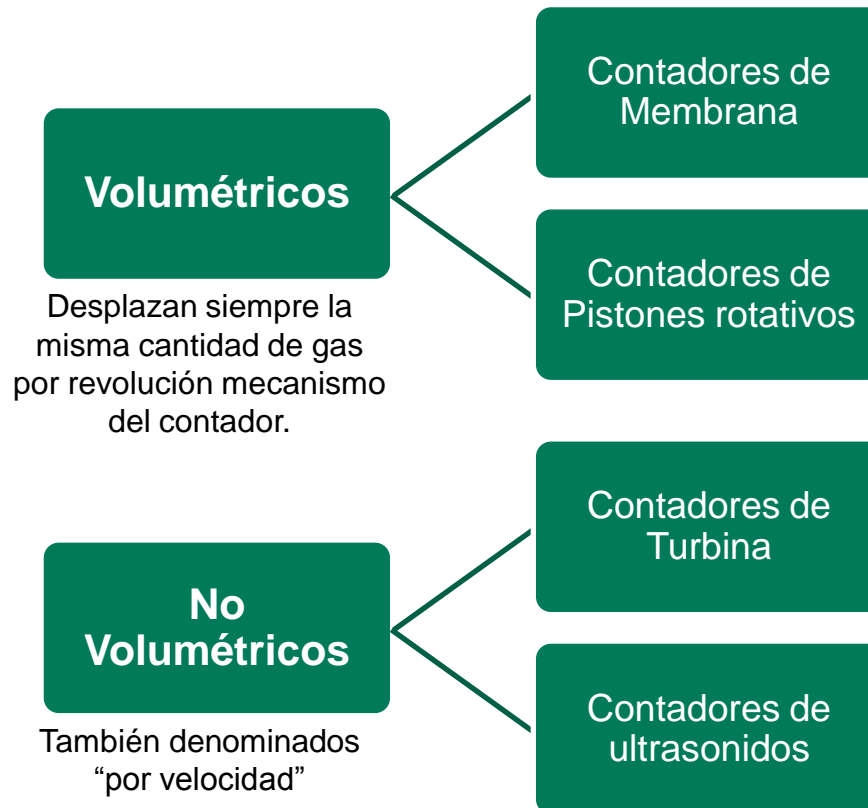 Volumétricos
Desplazan siempre la
misma cantidad de gas
por revolución mecanismo
del contador.
Contadores de
Membrana
Contadores de
Pistones rotativos
No
Volumétricos
También denominados
“por velocidad”
Contadores de
Turbina
Contadores de
ultrasonidos